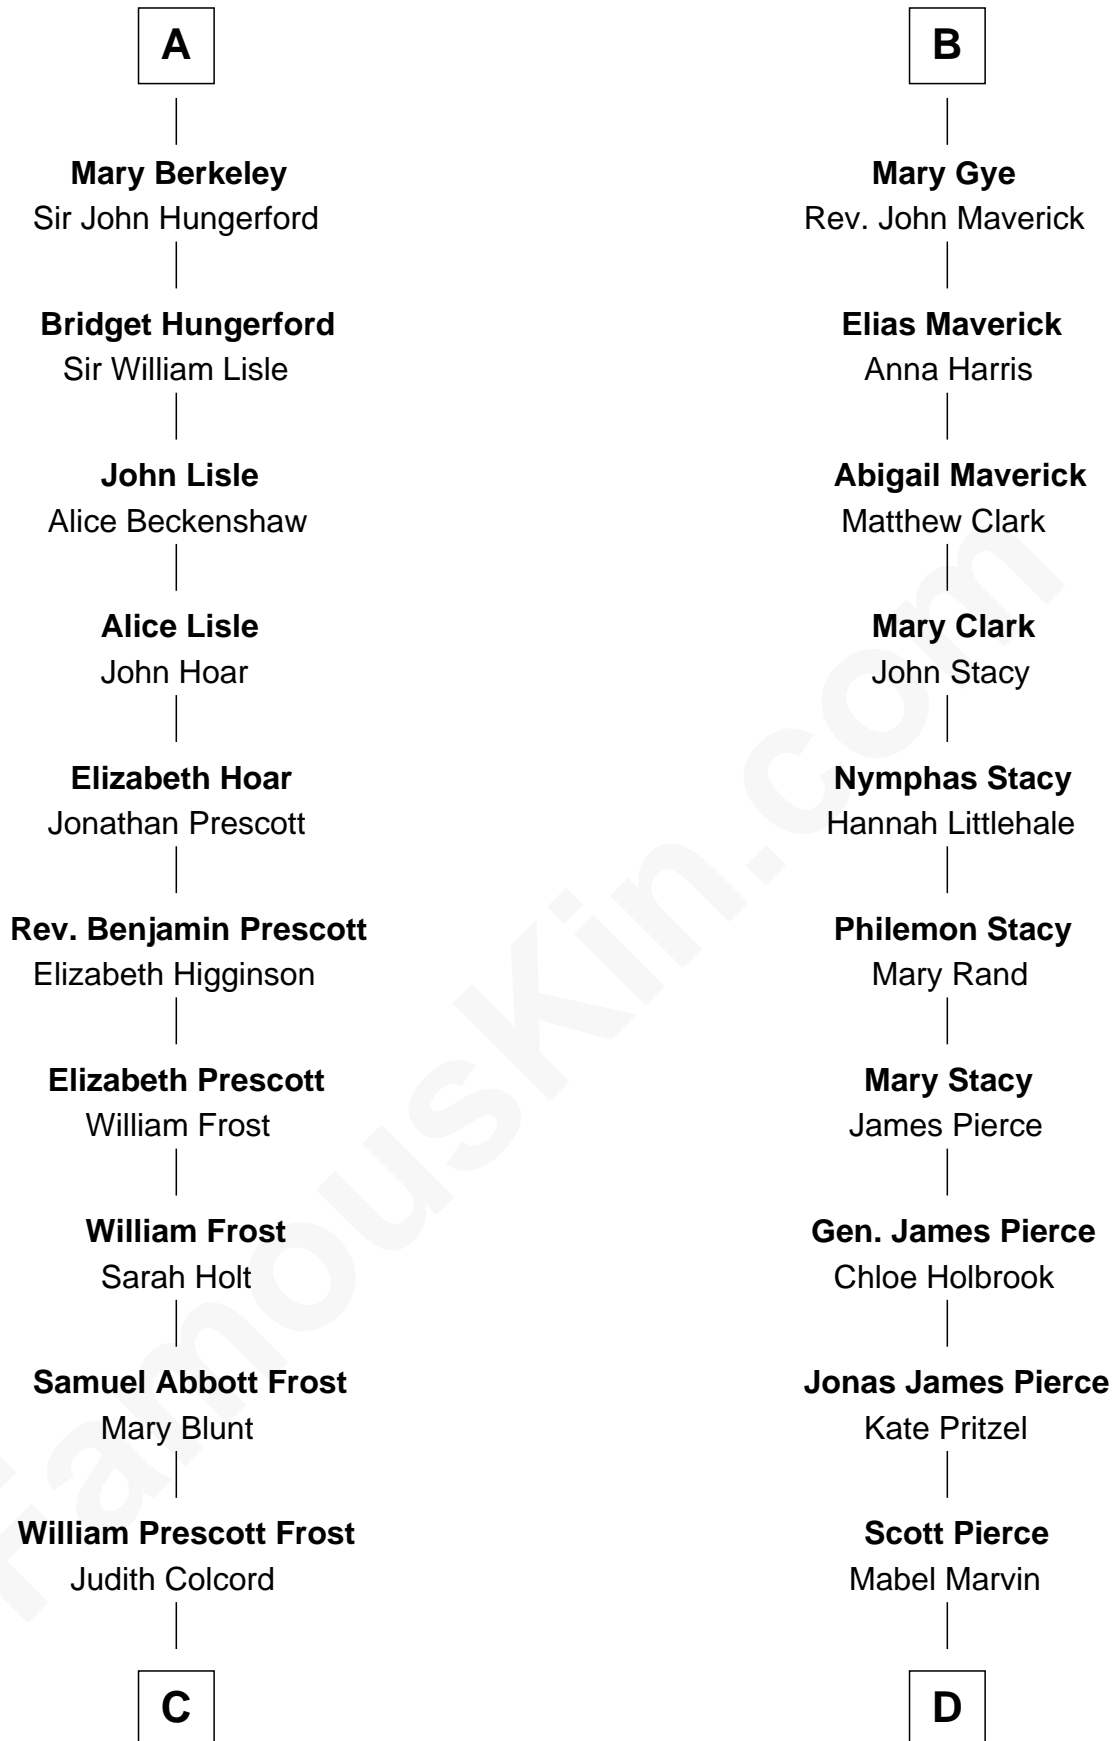 A
Mary Berkeley
Sir John Hungerford
Bridget Hungerford
Sir William Lisle
John Lisle
Alice Beckenshaw
Alice Lisle
John Hoar
Elizabeth Hoar
Jonathan Prescott
Rev. Benjamin Prescott
Elizabeth Higginson
Elizabeth Prescott
William Frost
William Frost
Sarah Holt
Samuel Abbott Frost
Mary Blunt
William Prescott Frost
Judith Colcord
C
B
Mary Gye
Rev. John Maverick
Elias Maverick
Anna Harris
Abigail Maverick
Matthew Clark
Mary Clark
John Stacy
Nymphas Stacy
Hannah Littlehale
Philemon Stacy
Mary Rand
Mary Stacy
James Pierce
Gen. James Pierce
Chloe Holbrook
Jonas James Pierce
Kate Pritzel
Scott Pierce
Mabel Marvin
D
FamousKin.com